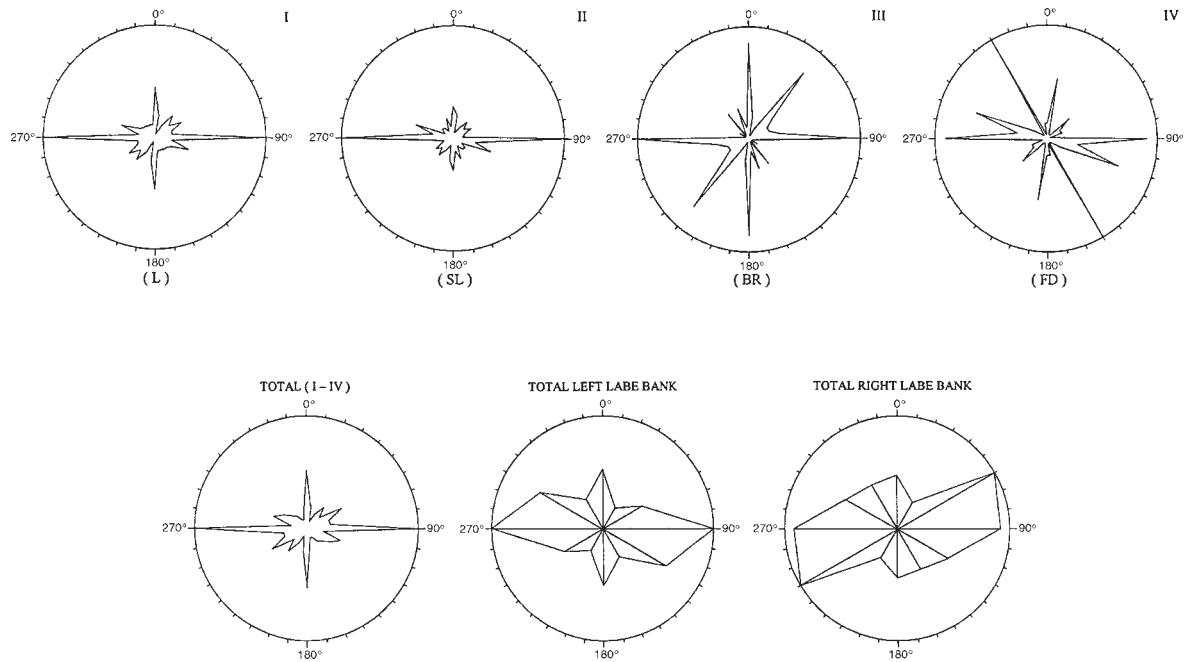 0° I
270° 90°
180°
( L )
0° II
270° 90°
180°
( SL )
0° III
270° 90°
180°
( BR )
0° IV
270° 90°
180°
( FD )
TOTAL ( I – IV )
0°
270° 90°
180°
TOTAL LEFT LABE BANK
0°
270° 90°
180°
TOTAL RIGHT LABE BANK
0°
270° 90°
180°